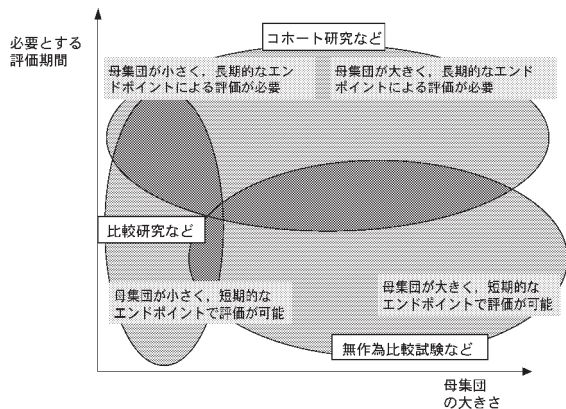 必要とする
評価期間
コホート研究など
母集団が小さく，長期的なエン
ドポイントによる評価が必要
母集団が大きく，長期的なエンド
ポイントによる評価が必要
比較研究など
母集団が小さく，短期的な
エンドポイントで評価が可能
母集団が大きく，短期的な
エンドポイントで評価が可能
無作為比較試験など
母集団
の大きさ